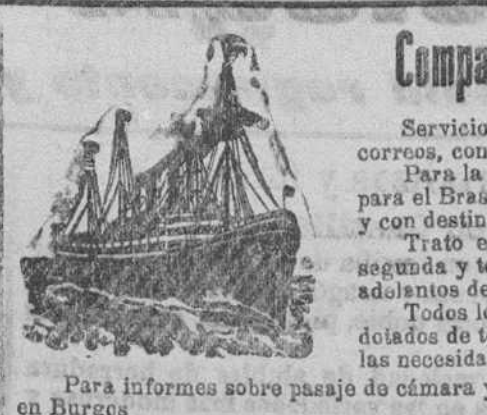 Compa
Servicio
correos, con
Para la
para el Bras
y con destin
Trato e
segunda y te
adelantos de
Todos lo
dotados de t
las necesida
Para informes sobre pasaje de cámara y
en Burgos